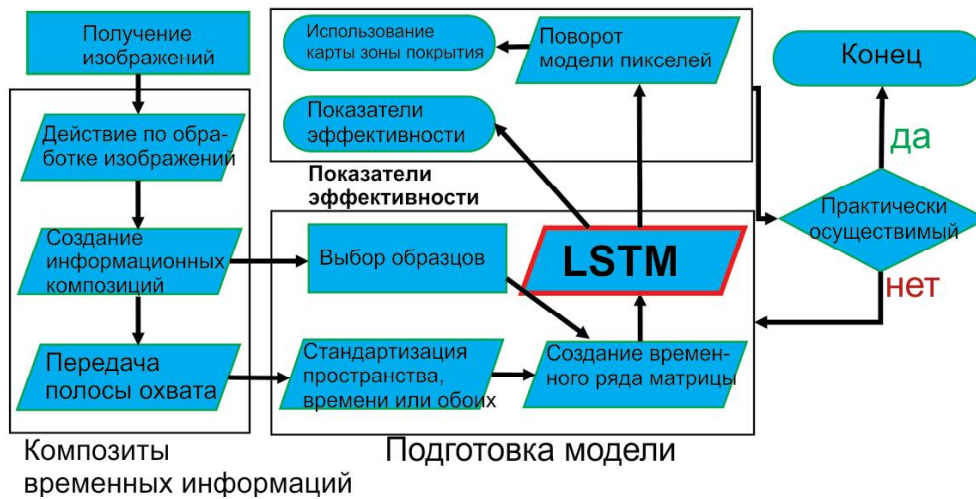 Получение
изображений
Действие по обра-
ботке изображений
Создание
информационных
композиций
Передача
полосы охвата
Композиты
временных информаций
Использование
карты зоны покрытия
Поворот
модели пикселей
Показатели
эффективности
Показатели
эффективности
Выбор образцов
LSTM
Стандартизация
пространства,
времени или обоих
Создание времен-
ного ряда матрицы
Подготовка модели
Конец
да
Практически
осуществимый
нет